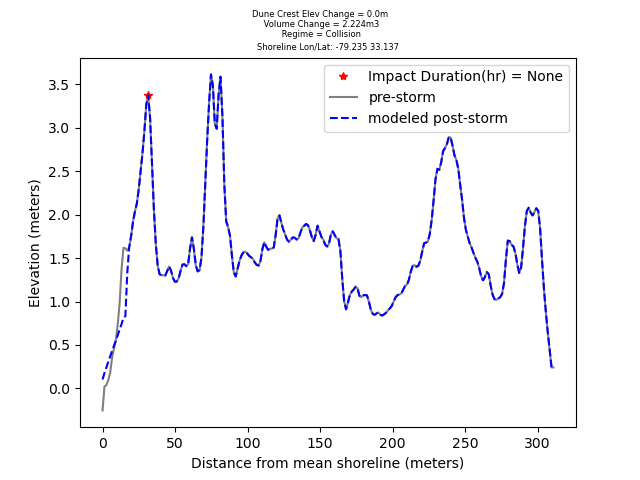 Dune Crest Elev Change = 0.0m
Volume Change = 2.224m3
Regime = Collision
Shoreline Lon/Lat: -79.235 33.137
Impact Duration(hr) = None
pre-storm
modeled post-storm
Elevation (meters)
3.5
3.0
2.5
2.0
1.5
1.0
0.5
0.0
0 50 100 150 200 250 300
Distance from mean shoreline (meters)